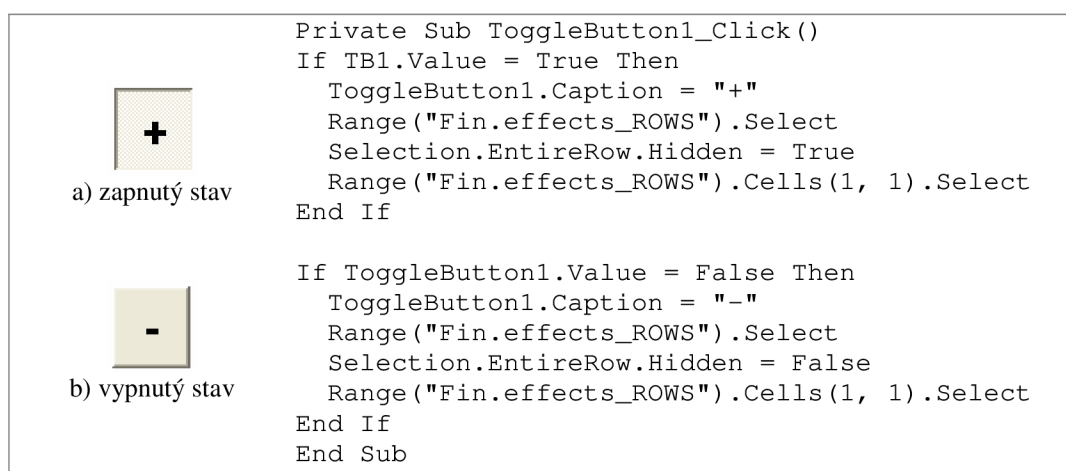 Private Sub ToggleButton1_Click()
If TB1.Value = True Then
ToggleButton1.Caption = "+"
Range("Fin.effects_ROWS").Select
Selection.EntireRow.Hidden = True
Range("Fin.effects_ROWS").Cells(1, 1).Select
End If
+
a) zapnutý stav
If ToggleButton1.Value = False Then
ToggleButton1.Caption = "-"
Range("Fin.effects_ROWS").Select
Selection.EntireRow.Hidden = False
Range("Fin.effects_ROWS").Cells(1, 1).Select
End If
End Sub
-
b) vypnutý stav